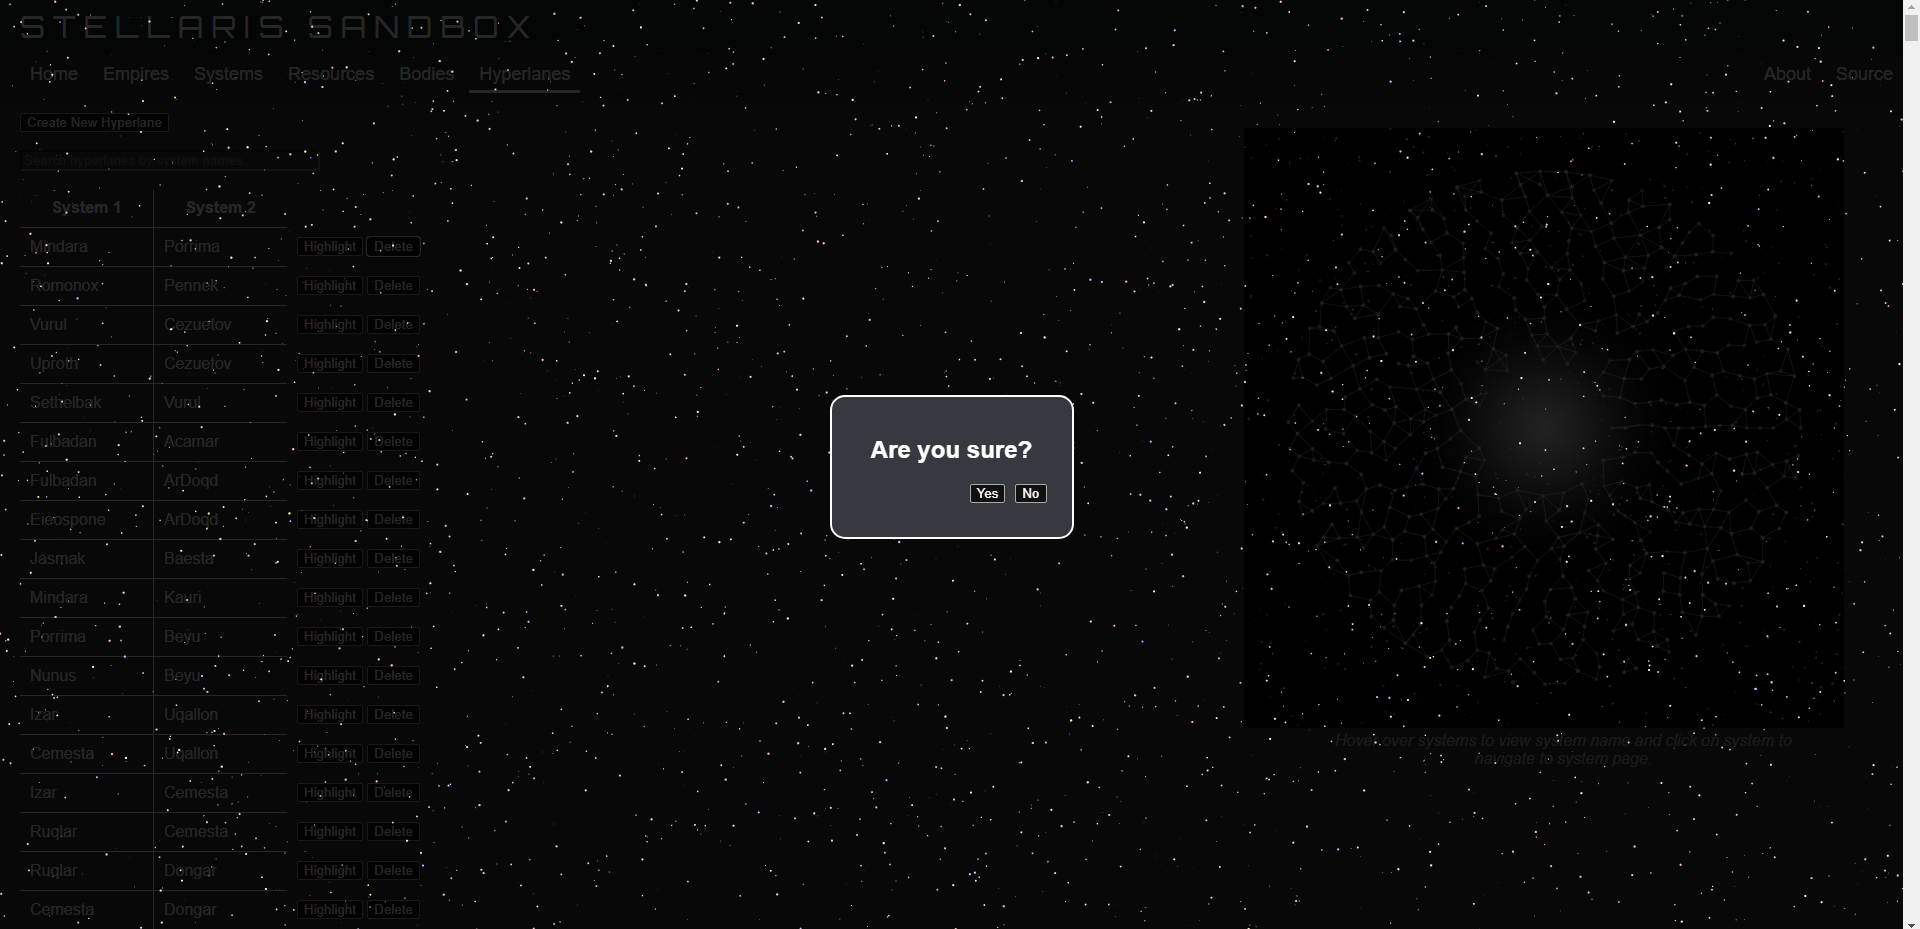 STELLARIS SANDBOX
Home Empires Systems Resources Bodies Hyperlanes About Source
Create New Hyperlane
Search hyperlanes by system names
System 1 System 2
Mindara Porrima Highlight Delete
Romonox Pennek Highlight Delete
Vurul Cezuetov Highlight Delete
Uproth Cezuetov Highlight Delete
Sethelbak Vurul Highlight Delete
Fulbadan Acamar Highlight Delete
Fulbadan ArDoqd Highlight Delete
Eieospone ArDoqd Highlight Delete
Jasmak Baesta Highlight Delete
Mindara Kauri Highlight Delete
Porrima Beyu Highlight Delete
Nunus Beyu Highlight Delete
Izar Uqallon Highlight Delete
Cemesta Uqallon Highlight Delete
Izar Cemesta Highlight Delete
Ruqlar Cemesta Highlight Delete
Ruqlar Dongar Highlight Delete
Cemesta Dongar Highlight Delete
Are you sure?
Yes No
Hover over systems to view system name and click on system to
navigate to system page.